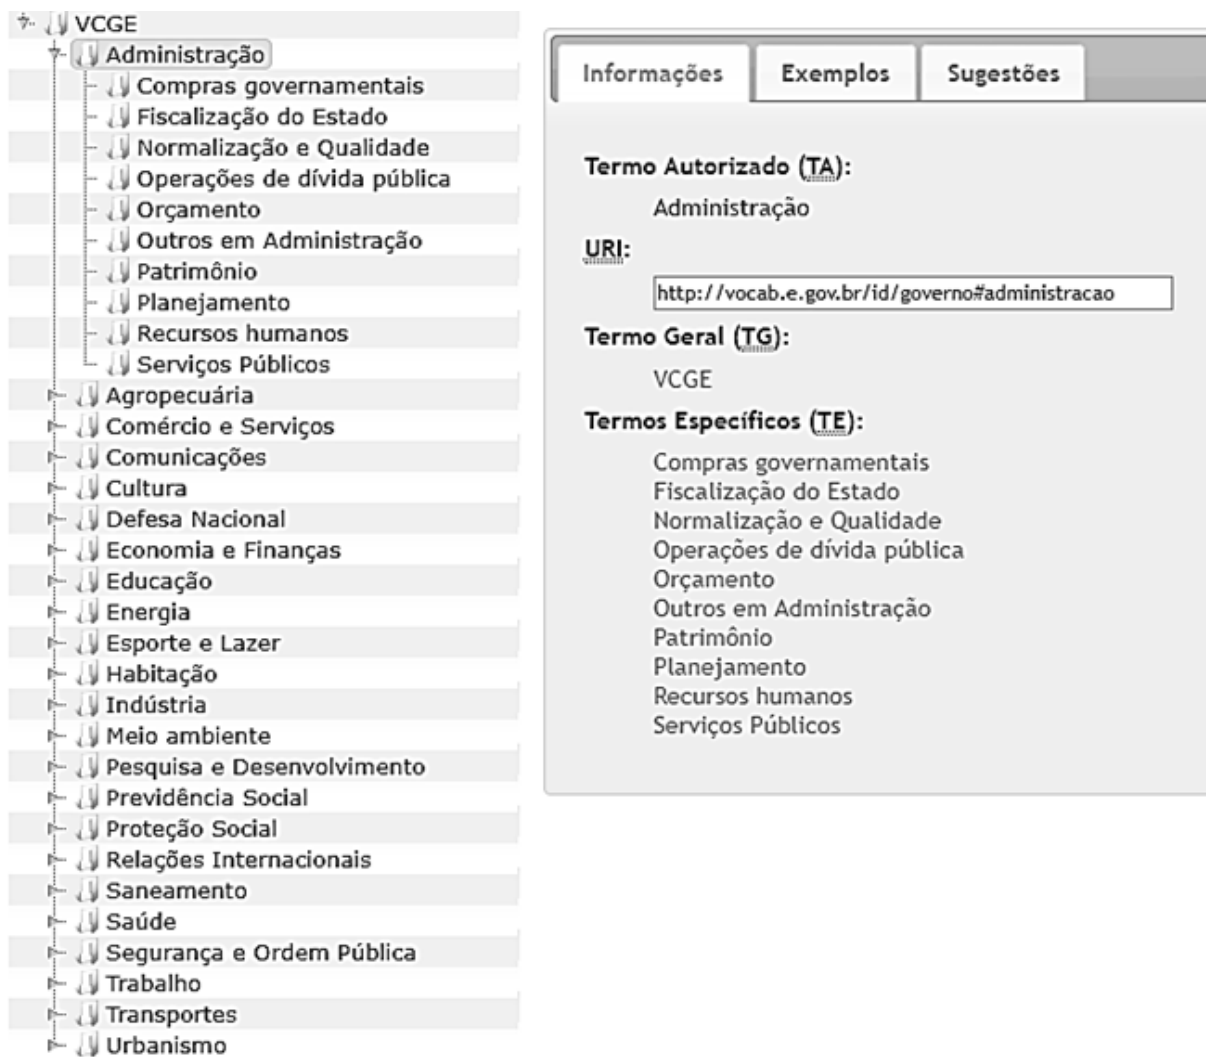 VCGE
Administração
Compras governamentais
Fiscalização do Estado
Normalização e Qualidade
Operações de dívida pública
Orçamento
Outros em Administração
Patrimônio
Planejamento
Recursos humanos
Serviços Públicos
Agropecuária
Comércio e Serviços
Comunicações
Cultura
Defesa Nacional
Economia e Finanças
Educação
Energia
Esporte e Lazer
Habitação
Indústria
Meio ambiente
Pesquisa e Desenvolvimento
Previdência Social
Proteção Social
Relações Internacionais
Saneamento
Saúde
Segurança e Ordem Pública
Trabalho
Transportes
Urbanismo
Informações Exemplos Sugestões
Termo Autorizado (TA):
Administração
URI:
http://vocab.e.gov.br/id/governo#administracao
Termo Geral (TG):
VCGE
Termos Específicos (TE):
Compras governamentais
Fiscalização do Estado
Normalização e Qualidade
Operações de dívida pública
Orçamento
Outros em Administração
Patrimônio
Planejamento
Recursos humanos
Serviços Públicos